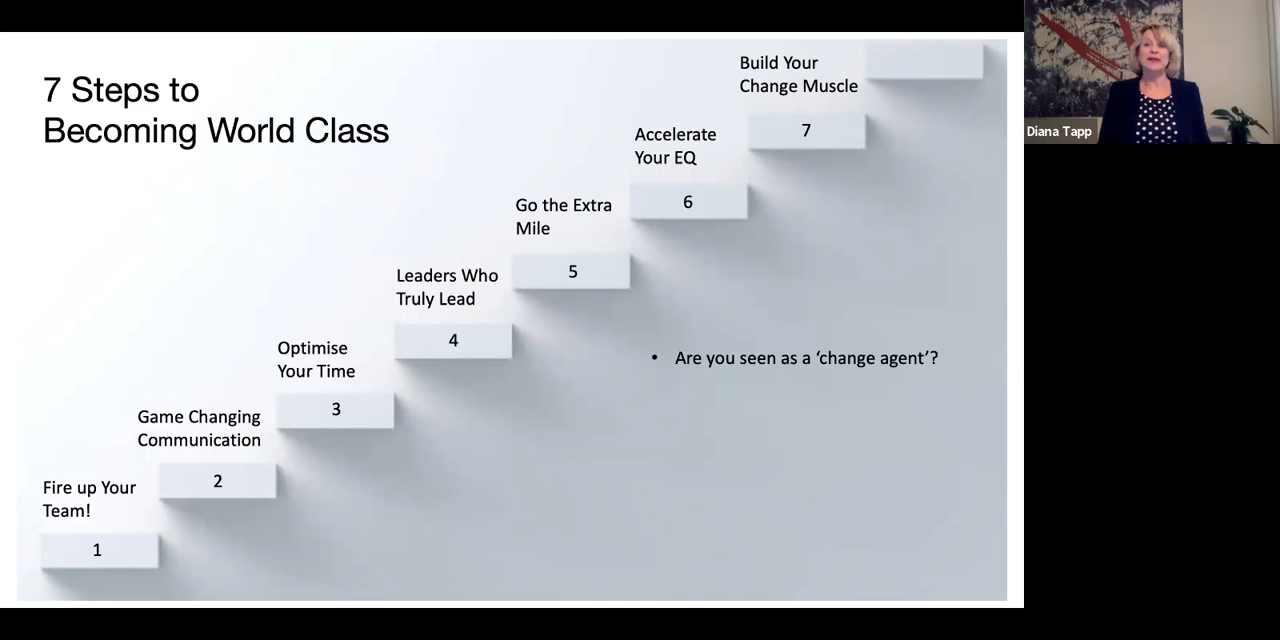 7 Steps to
Becoming World Class
Build Your
Change Muscle
7
Accelerate
Your EQ
6
Go the Extra
Mile
5
Leaders Who
Truly Lead
4
Optimise
Your Time
3
Game Changing
Communication
2
Fire up Your
Team!
1
• Are you seen as a ‘change agent’?
Diana Tapp